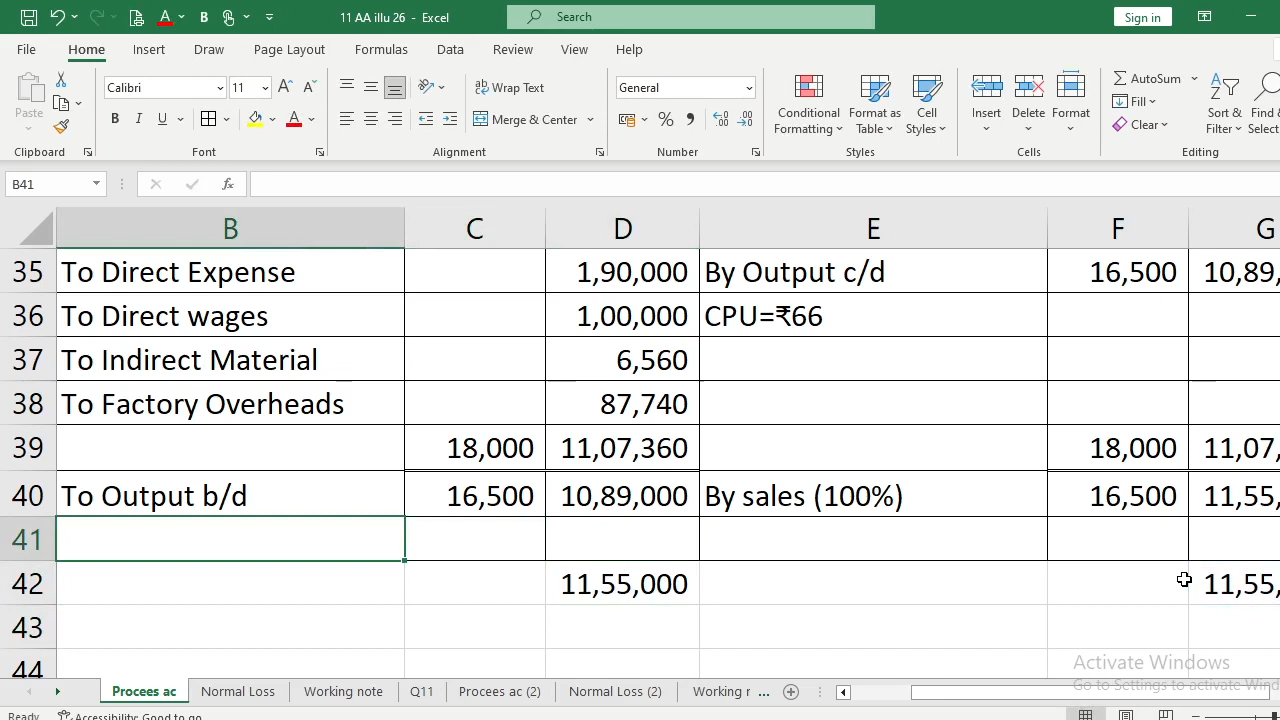 11 AA illu 26 - Excel
Search
Sign in
File Home Insert Draw Page Layout Formulas Data Review View Help
Paste
Calibri 11
B I U
Wrap Text
Merge & Center
General
% ,
Conditional Formatting
Format as Table
Cell Styles
Insert Delete Format
AutoSum
Fill
Clear
Sort & Filter
Find &
Select
Clipboard Font Alignment Number Styles Cells Editing
B41 fx
B C D E F G
35 To Direct Expense 1,90,000 By Output c/d 16,500 10,89,
36 To Direct wages 1,00,000 CPU=₹66
37 To Indirect Material 6,560
38 To Factory Overheads 87,740
39 18,000 11,07,360 18,000 11,07,
40 To Output b/d 16,500 10,89,000 By sales (100%) 16,500 11,55,
41
42 11,55,000 11,55,
43
44
Activate Windows
Go to Settings to activate Wind
Procees ac Normal Loss Working note Q11 Procees ac (2) Normal Loss (2) Working r ...
Ready Accessibility: Good to go